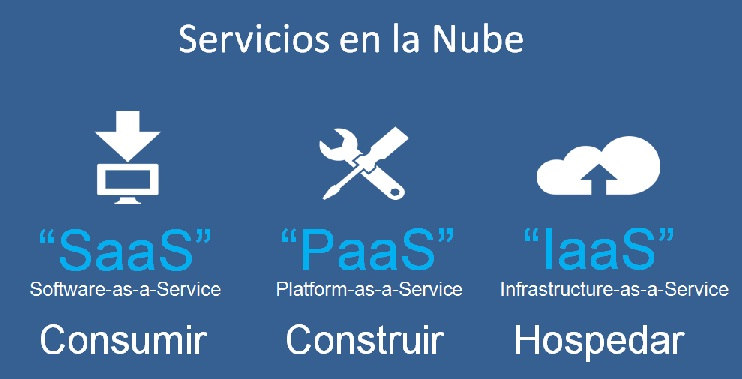 Servicios en la Nube
“SaaS”
Software-as-a-Service
Consumir
“PaaS”
Platform-as-a-Service
Construir
“IaaS”
Infrastructure-as-a-Service
Hospedar